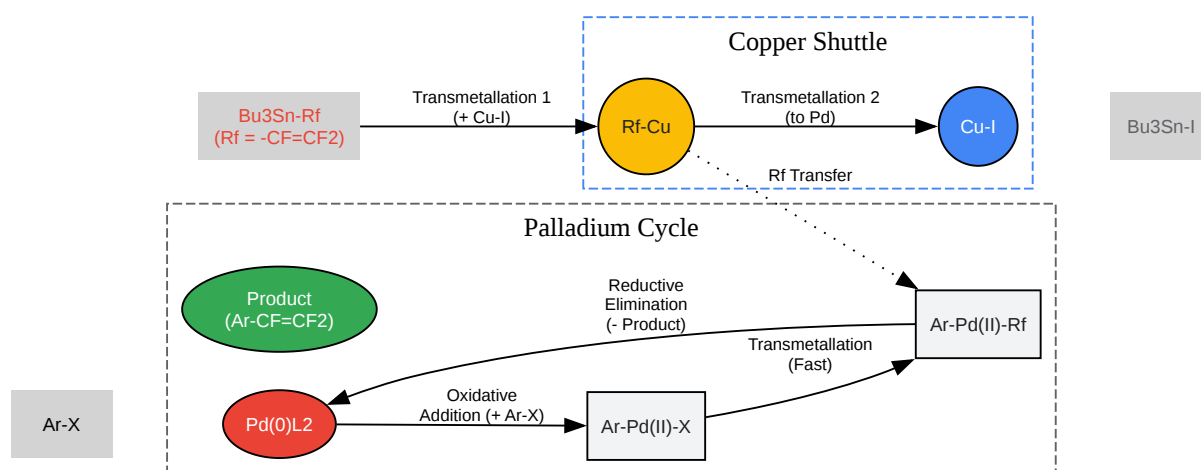 Copper Shuttle
Bu3Sn-Rf
(Rf = -CF=CF2)
Transmetallation 1
(+ Cu-I)
Rf-Cu
Transmetallation 2
(to Pd)
Cu-I
Bu3Sn-I
Rf Transfer
Palladium Cycle
Product
(Ar-CF=CF2)
Reductive
Elimination
(- Product)
Ar-Pd(II)-Rf
Transmetallation
(Fast)
Ar-X
Pd(0)L2
Oxidative
Addition (+ Ar-X)
Ar-Pd(II)-X